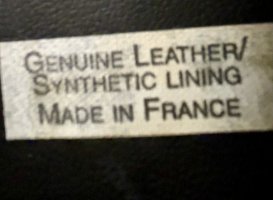 GENUINE LEATHER/
SYNTHETIC LINING
MADE IN FRANCE